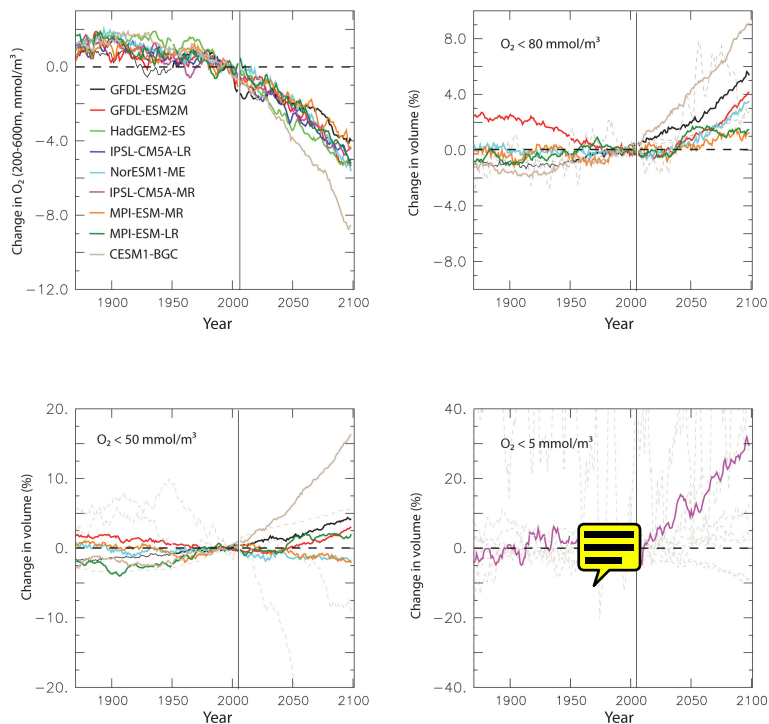 0.0
−4.0
−8.0
−12.0
Change in O₂ (200-600m, mmol/m³)
GFDL-ESM2G
GFDL-ESM2M
HadGEM2-ES
IPSL-CM5A-LR
NorESM1-ME
IPSL-CM5A-MR
MPI-ESM-MR
MPI-ESM-LR
CESM1-BGC
1900 1950 2000 2050 2100
Year
8.0
4.0
0.0
−4.0
−8.0
Change in volume (%)
O₂ < 80 mmol/m³
1900 1950 2000 2050 2100
Year
20.
10.
0.
−10.
−20.
Change in volume (%)
O₂ < 50 mmol/m³
1900 1950 2000 2050 2100
Year
40.
20.
0.
−20.
−40.
Change in volume (%)
O₂ < 5 mmol/m³
1900 1950 2000 2050 2100
Year